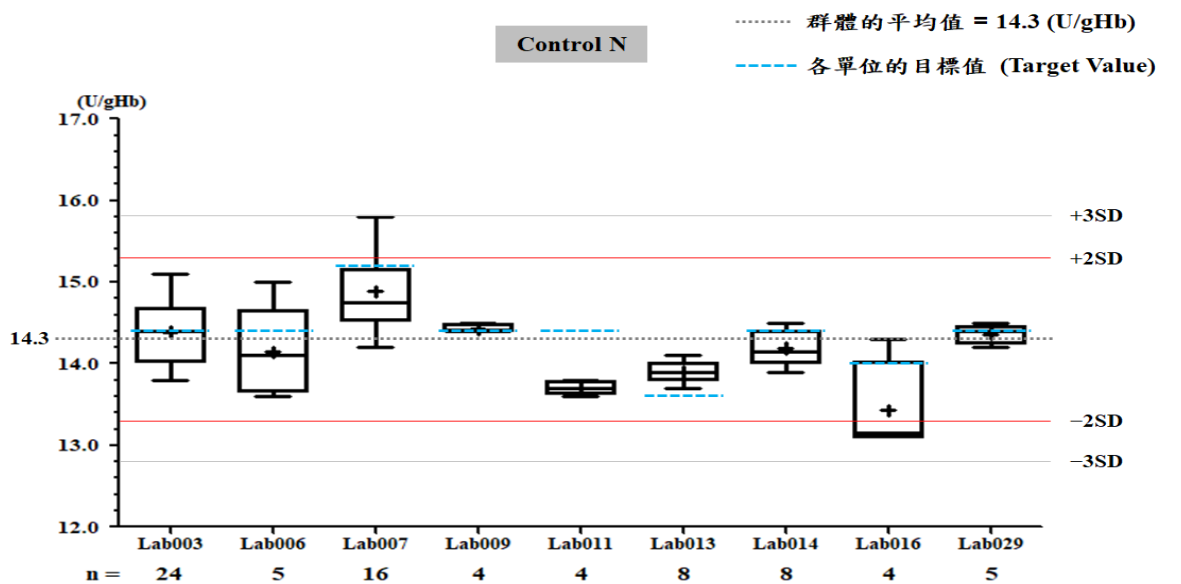 Control N
群體的平均值 = 14.3 (U/gHb)
各單位的目標值 (Target Value)
(U/gHb)
17.0
16.0
+3SD
+2SD
15.0
14.3
14.0
−2SD
13.0
−3SD
12.0
Lab003 Lab006 Lab007 Lab009 Lab011 Lab013 Lab014 Lab016 Lab029
n = 24 5 16 4 4 8 8 4 5